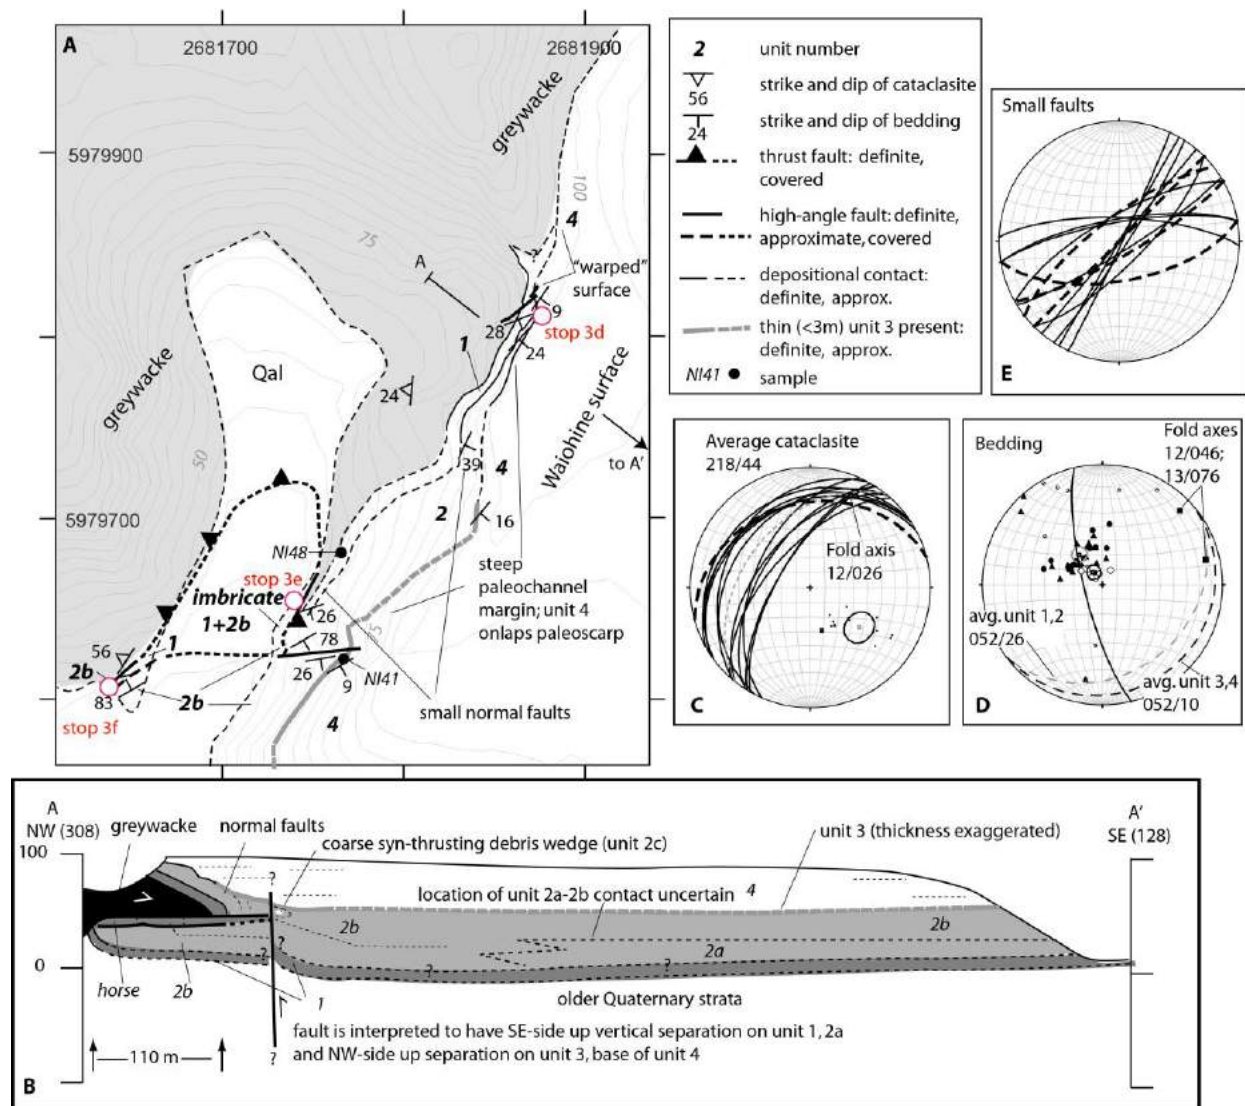 A
2681700
2681900
greywacke
5979900
100
4
75
A
"warped"
surface
9
28
stop 3d
24
1
greywacke
Qal
24
Waiohine surface
to A'
50
39
4
5979700
2
16
NI48
stop 3e
steep
paleochannel
margin; unit 4
onlaps paleoscarp
imbricate
1+2b
26
78
5
56
1
2b
26
9
NI41
83
2b
small normal faults
4
stop 3f
2
unit number
56
strike and dip of cataclasite
24
strike and dip of bedding
thrust fault: definite,
covered
high-angle fault: definite,
approximate, covered
depositional contact:
definite, approx.
thin (<3m) unit 3 present:
definite, approx.
NI41
sample
Small faults
E
Average cataclasite
218/44
Fold axis
12/026
C
Bedding
Fold axes
12/046;
13/076
avg. unit 1,2
052/26
avg. unit 3,4
052/10
D
A
NW (308)
greywacke
normal faults
coarse syn-thrusting debris wedge (unit 2c)
unit 3 (thickness exaggerated)
A'
SE (128)
100
?
location of unit 2a-2b contact uncertain
4
2b
2b
?
2a
?
?
?
?
0
horse
2b
1
older Quaternary strata
fault is interpreted to have SE-side up vertical separation on unit 1, 2a
and NW-side up separation on unit 3, base of unit 4
?
110 m
B